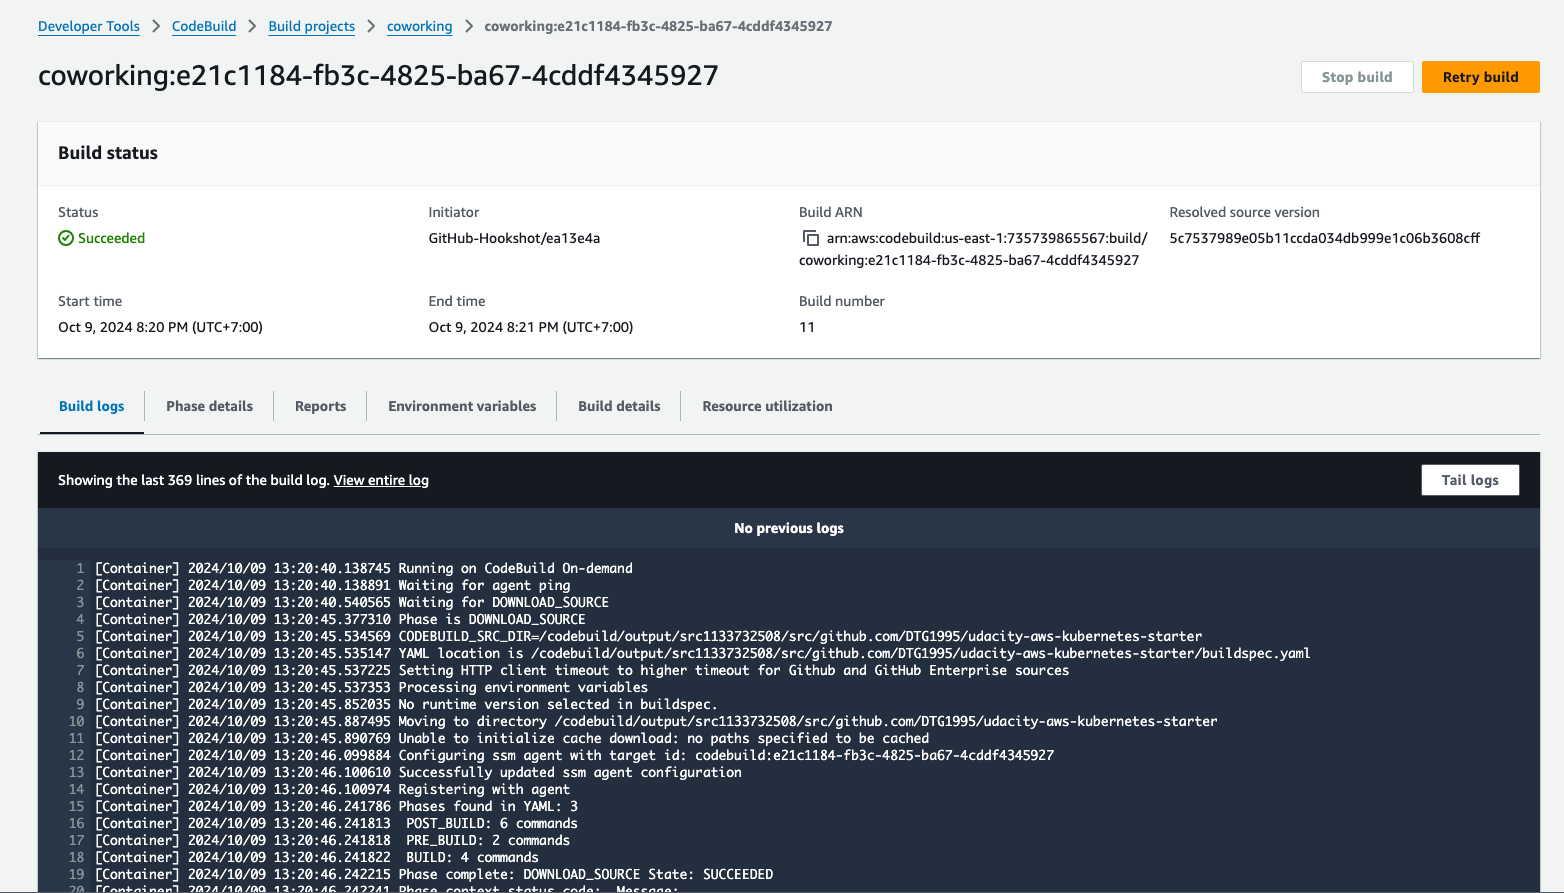 Developer Tools > CodeBuild > Build projects > coworking > coworking:e21c1184-fb3c-4825-ba67-4cddf4345927
coworking:e21c1184-fb3c-4825-ba67-4cddf4345927
Stop build
Retry build
Build status
Status
Succeeded
Initiator
GitHub-Hookshot/ea13e4a
Build ARN
arn:aws:codebuild:us-east-1:735739865567:build/
coworking:e21c1184-fb3c-4825-ba67-4cddf4345927
Resolved source version
5c7537989e05b11ccda034db999e1c06b3608cff
Start time
Oct 9, 2024 8:20 PM (UTC+7:00)
End time
Oct 9, 2024 8:21 PM (UTC+7:00)
Build number
11
Build logs
Phase details
Reports
Environment variables
Build details
Resource utilization
Showing the last 369 lines of the build log. View entire log
Tail logs
No previous logs
1 [Container] 2024/10/09 13:20:40.138745 Running on CodeBuild On-demand
2 [Container] 2024/10/09 13:20:40.138891 Waiting for agent ping
3 [Container] 2024/10/09 13:20:40.540565 Waiting for DOWNLOAD_SOURCE
4 [Container] 2024/10/09 13:20:45.377310 Phase is DOWNLOAD_SOURCE
5 [Container] 2024/10/09 13:20:45.534569 CODEBUILD_SRC_DIR=/codebuild/output/src1133732508/src/github.com/DTG1995/udacity-aws-kubernetes-starter
6 [Container] 2024/10/09 13:20:45.535147 YAML location is /codebuild/output/src1133732508/src/github.com/DTG1995/udacity-aws-kubernetes-starter/buildspec.yaml
7 [Container] 2024/10/09 13:20:45.537225 Setting HTTP client timeout to higher timeout for Github and GitHub Enterprise sources
8 [Container] 2024/10/09 13:20:45.537353 Processing environment variables
9 [Container] 2024/10/09 13:20:45.852035 No runtime version selected in buildspec.
10 [Container] 2024/10/09 13:20:45.887495 Moving to directory /codebuild/output/src1133732508/src/github.com/DTG1995/udacity-aws-kubernetes-starter
11 [Container] 2024/10/09 13:20:45.890769 Unable to initialize cache download: no paths specified to be cached
12 [Container] 2024/10/09 13:20:46.099884 Configuring ssm agent with target id: codebuild:e21c1184-fb3c-4825-ba67-4cddf4345927
13 [Container] 2024/10/09 13:20:46.100610 Successfully updated ssm agent configuration
14 [Container] 2024/10/09 13:20:46.100974 Registering with agent
15 [Container] 2024/10/09 13:20:46.241786 Phases found in YAML: 3
16 [Container] 2024/10/09 13:20:46.241813  POST_BUILD: 6 commands
17 [Container] 2024/10/09 13:20:46.241818  PRE_BUILD: 2 commands
18 [Container] 2024/10/09 13:20:46.241822  BUILD: 4 commands
19 [Container] 2024/10/09 13:20:46.242215 Phase complete: DOWNLOAD_SOURCE State: SUCCEEDED
20 [Container] 2024/10/09 13:20:46.242241 Phase context status code:  Message: